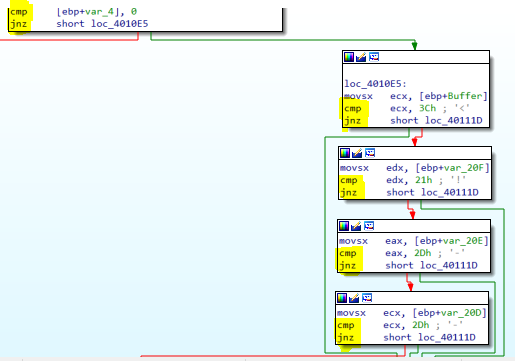 cmp [ebp+var_4], 0
jnz short loc_4010E5
loc_4010E5:
movsx ecx, [ebp+Buffer]
cmp ecx, 3Ch ; '<'
jnz short loc_40111D
movsx edx, [ebp+var_20F]
cmp edx, 21h ; '!'
jnz short loc_40111D
movsx eax, [ebp+var_20E]
cmp eax, 2Dh ; '-'
jnz short loc_40111D
movsx ecx, [ebp+var_20D]
cmp ecx, 2Dh ; '-'
jnz short loc_40111D